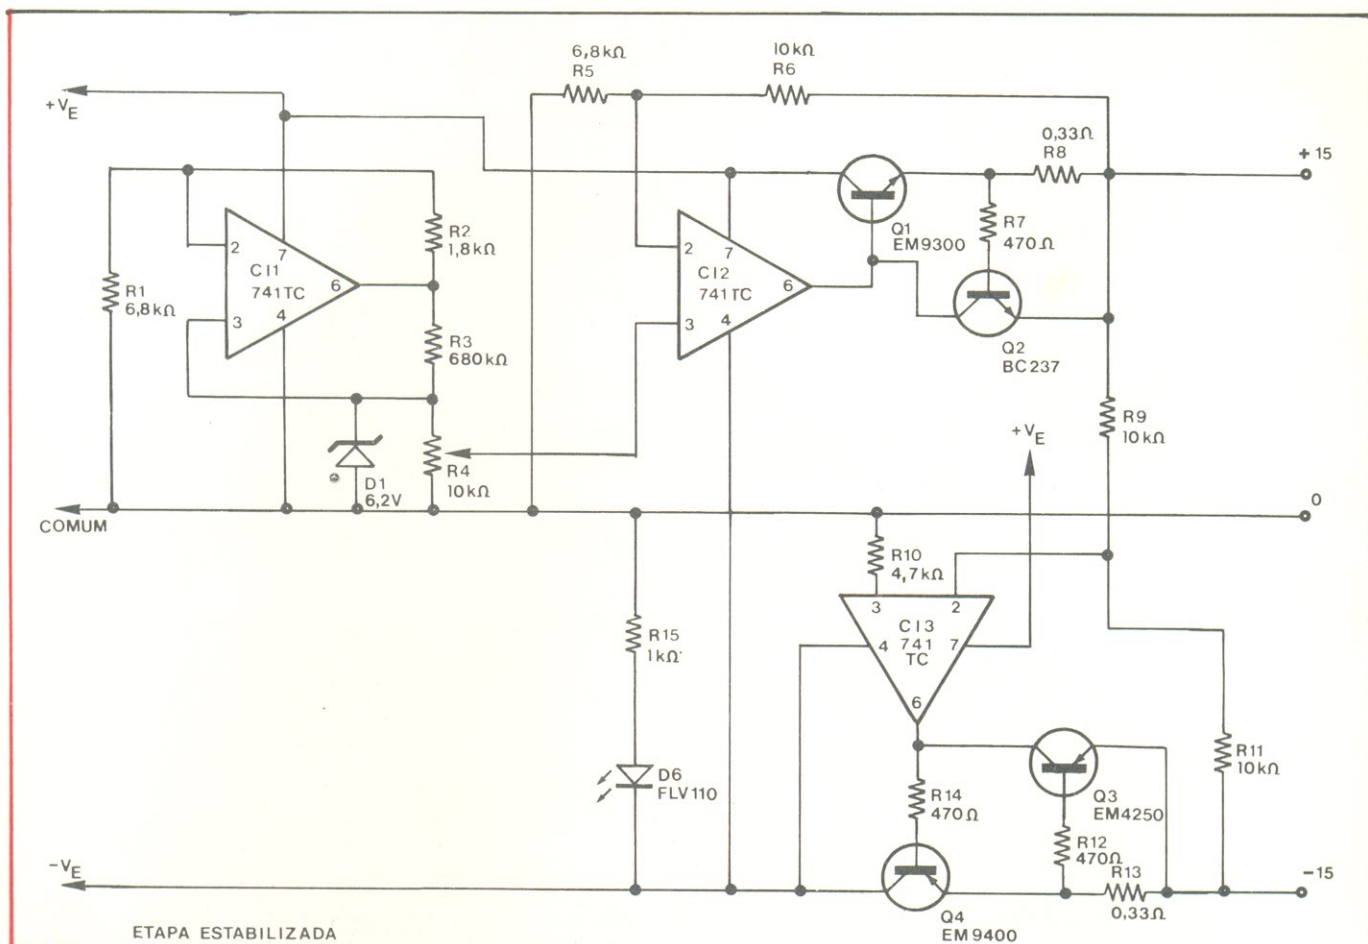 6,8kΩ
R5
10kΩ
R6
+VE
0,33Ω
R8
+15
R2
1,8kΩ
Q1
EM9300
R7
470Ω
2
7
CI1
741TC
6
3
4
R1
6,8kΩ
2
7
CI2
741TC
6
3
4
R3
680kΩ
Q2
BC237
R9
10kΩ
+VE
D1
6,2V
R4
10kΩ
COMUM
0
R10
4,7kΩ
3
2
CI3
4
741
7
TC
6
R15
1kΩ
D6
FLV110
R14
470Ω
Q3
EM4250
R11
10kΩ
R12
470Ω
R13
0,33Ω
-VE
-15
Q4
EM9400
ETAPA ESTABILIZADA